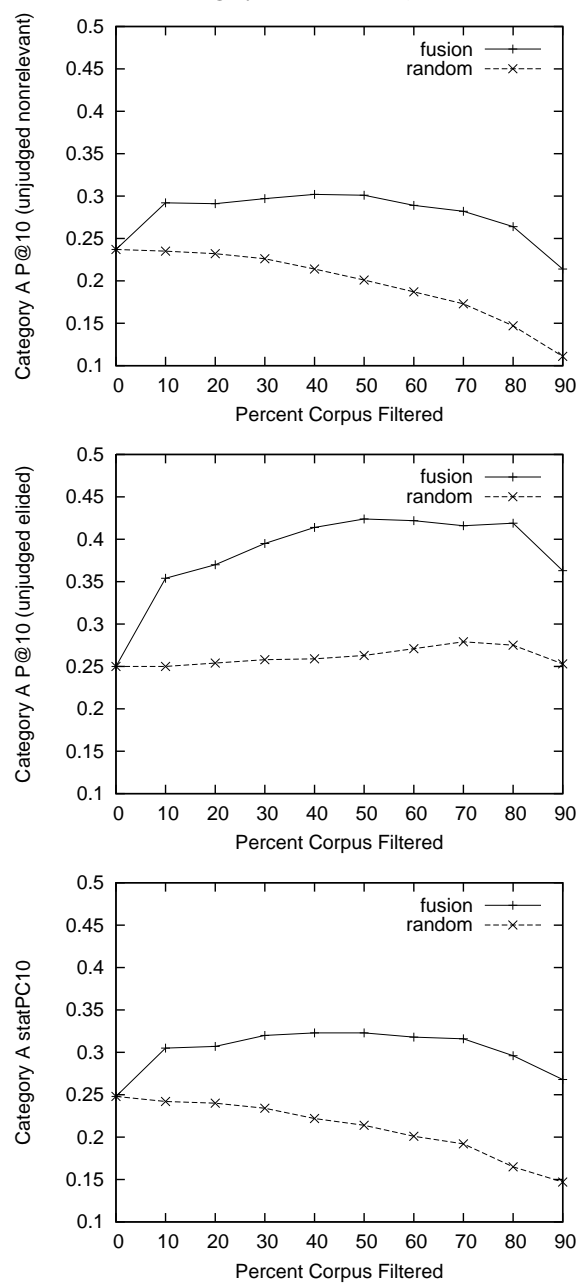 0.5
fusion
random
0.45
0.4
0.35
0.3
0.25
0.2
0.15
0.1
Category A P@10 (unjudged nonrelevant)
0 10 20 30 40 50 60 70 80 90
Percent Corpus Filtered
0.5
fusion
random
0.45
0.4
0.35
0.3
0.25
0.2
0.15
0.1
Category A P@10 (unjudged elided)
0 10 20 30 40 50 60 70 80 90
Percent Corpus Filtered
0.5
fusion
random
0.45
0.4
0.35
0.3
0.25
0.2
0.15
0.1
Category A statPC10
0 10 20 30 40 50 60 70 80 90
Percent Corpus Filtered